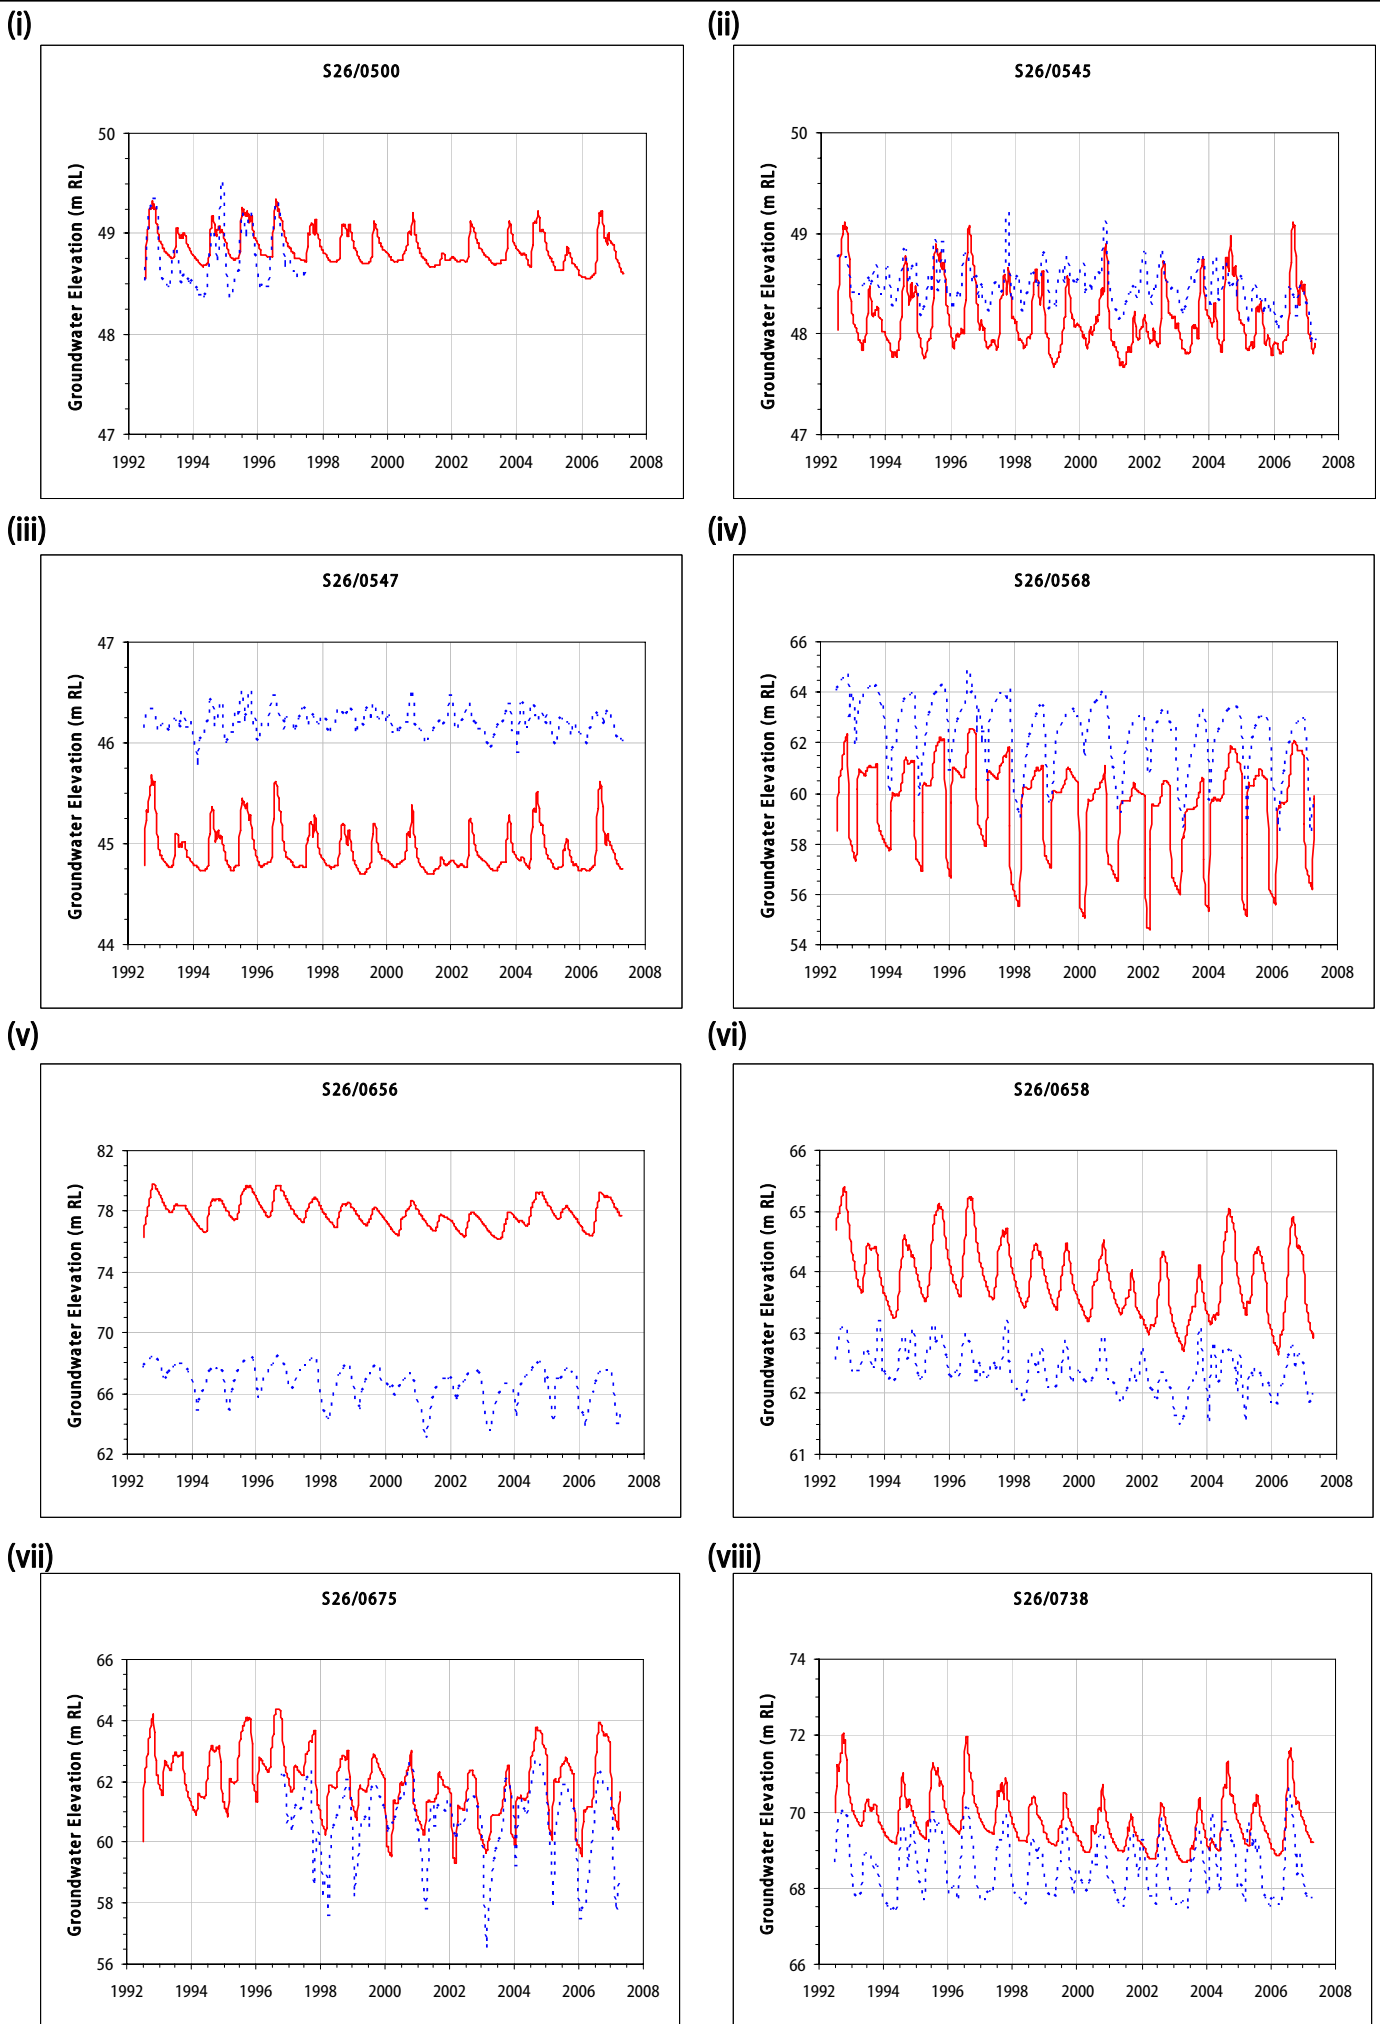 (i)
S26/0500
Groundwater Elevation (m RL)
50
49
48
47
1992 1994 1996 1998 2000 2002 2004 2006 2008
(ii)
S26/0545
Groundwater Elevation (m RL)
50
49
48
47
1992 1994 1996 1998 2000 2002 2004 2006 2008
(iii)
S26/0547
Groundwater Elevation (m RL)
47
46
45
44
1992 1994 1996 1998 2000 2002 2004 2006 2008
(iv)
S26/0568
Groundwater Elevation (m RL)
66
64
62
60
58
56
54
1992 1994 1996 1998 2000 2002 2004 2006 2008
(v)
S26/0656
Groundwater Elevation (m RL)
82
78
74
70
66
62
1992 1994 1996 1998 2000 2002 2004 2006 2008
(vi)
S26/0658
Groundwater Elevation (m RL)
66
65
64
63
62
61
1992 1994 1996 1998 2000 2002 2004 2006 2008
(vii)
S26/0675
Groundwater Elevation (m RL)
66
64
62
60
58
56
1992 1994 1996 1998 2000 2002 2004 2006 2008
(viii)
S26/0738
Groundwater Elevation (m RL)
74
72
70
68
66
1992 1994 1996 1998 2000 2002 2004 2006 2008